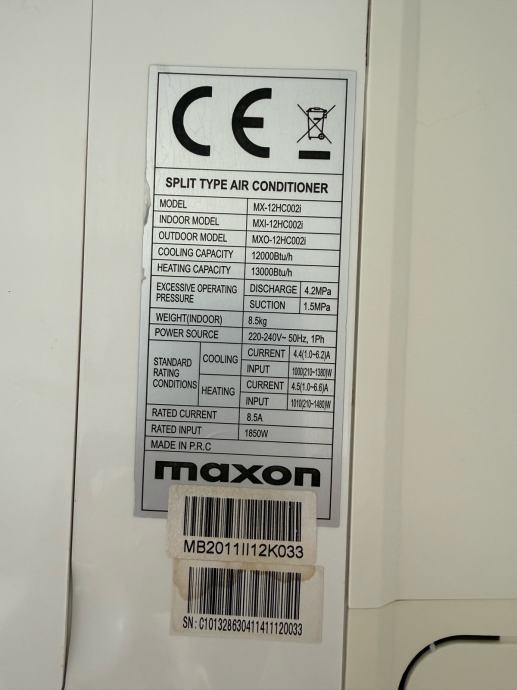 CE
SPLIT TYPE AIR CONDITIONER
MODEL MX-12HC002i
INDOOR MODEL MXI-12HC002i
OUTDOOR MODEL MXO-12HC002i
COOLING CAPACITY 12000Btu/h
HEATING CAPACITY 13000Btu/h
EXCESSIVE OPERATING PRESSURE DISCHARGE 4.2MPa
SUCTION 1.5MPa
WEIGHT(INDOOR) 8.5kg
POWER SOURCE 220-240V~ 50Hz, 1Ph
STANDARD RATING CONDITIONS COOLING CURRENT 4.4(1.0~6.2)A
INPUT 1000(210~1380)W
HEATING CURRENT 4.5(1.0~6.6)A
INPUT 1010(210~1480)W
RATED CURRENT 8.5A
RATED INPUT 1850W
MADE IN P.R.C
maxon
MB2011II12K033
SN: C101328630411411120033